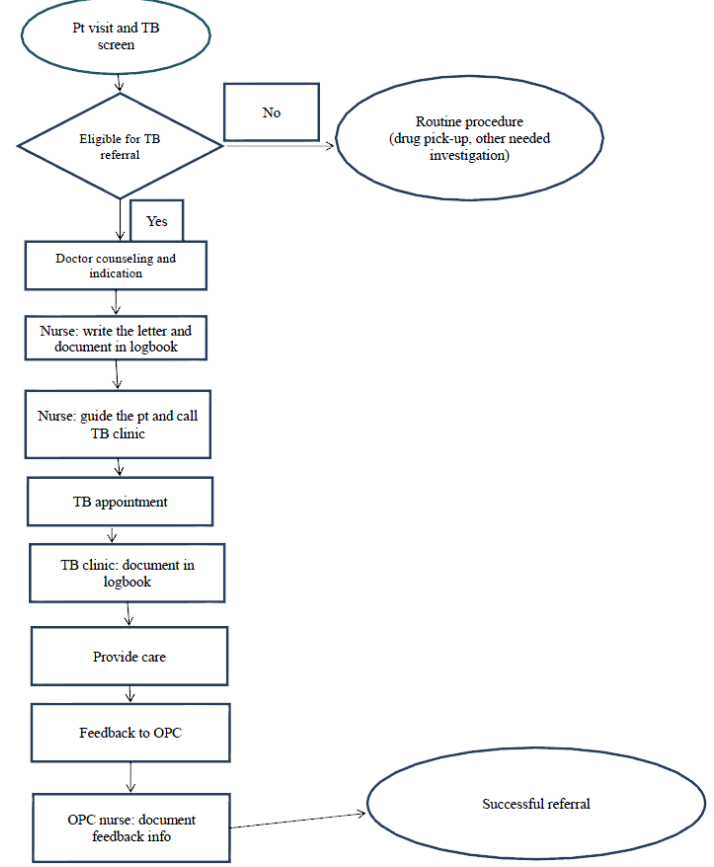 Pt visit and TB
screen
Eligible for TB
referral
No
Routine procedure
(drug pick-up, other needed
investigation)
Yes
Doctor counseling and
indication
Nurse: write the letter and
document in logbook
Nurse: guide the pt and call
TB clinic
TB appointment
TB clinic: document in
logbook
Provide care
Feedback to OPC
OPC nurse: document
feedback info
Successful referral